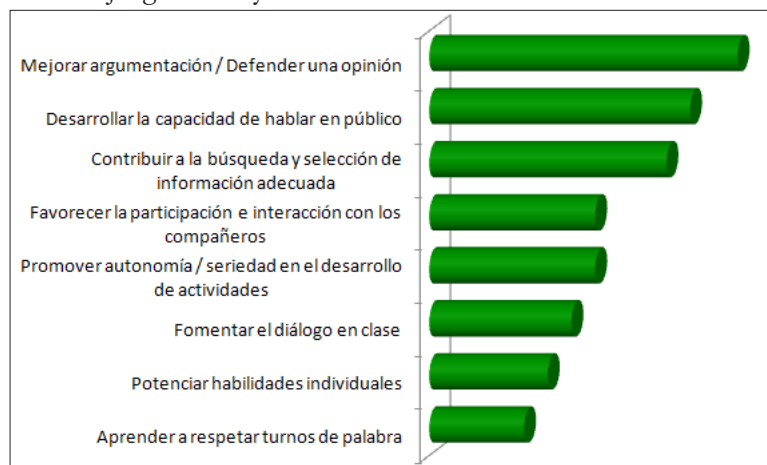 Mejorar argumentación / Defender una opinión
Desarrollar la capacidad de hablar en público
Contribuir a la búsqueda y selección de
información adecuada
Favorecer la participación e interacción con los
compañeros
Promover autonomía / seriedad en el desarrollo
de actividades
Fomentar el diálogo en clase
Potenciar habilidades individuales
Aprender a respetar turnos de palabra